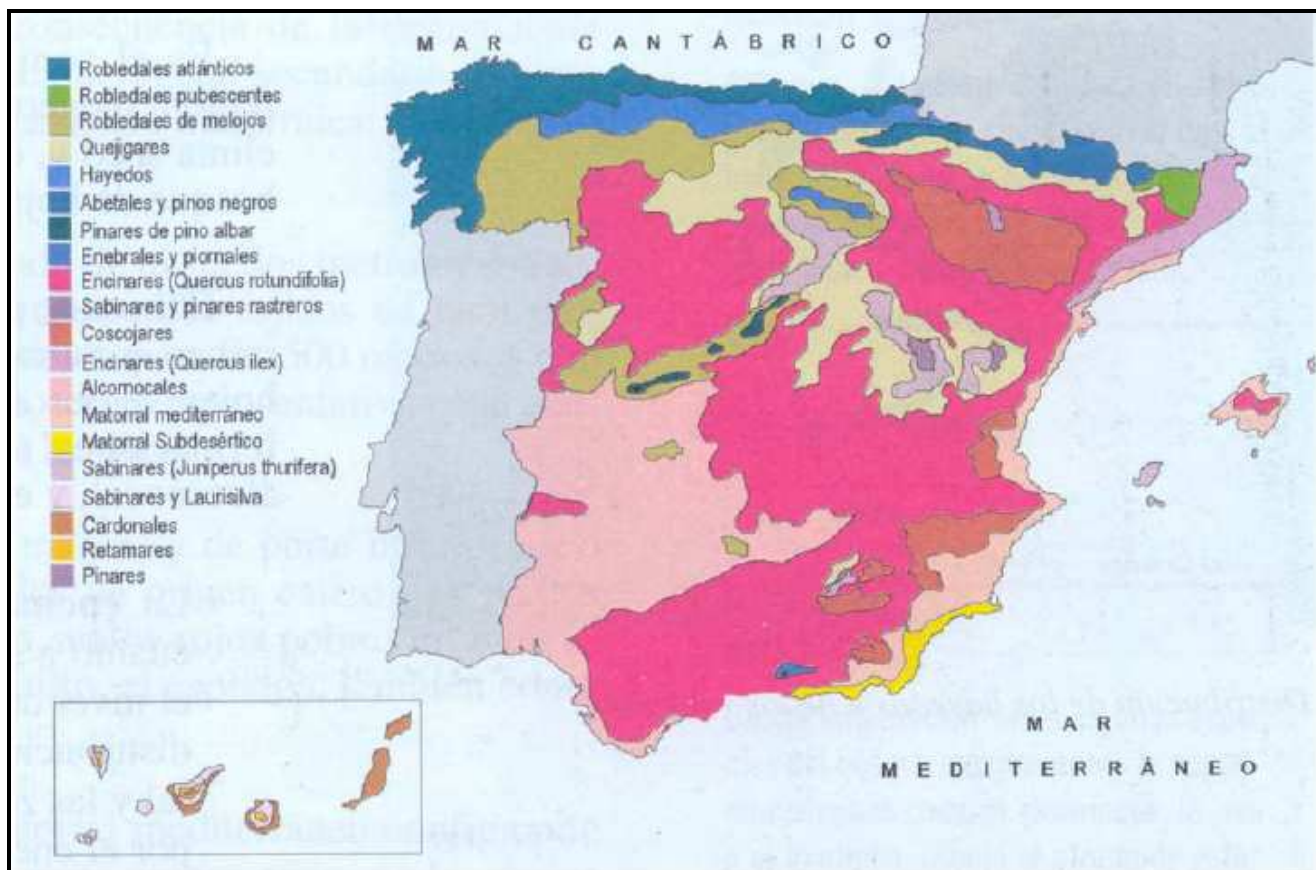 MAR CANTÁBRICO
Robledales atlánticos
Robledales pubescentes
Robledales de melojos
Quejigares
Hayedos
Abetales y pinos negros
Pinares de pino albar
Enebrales y piornales
Encinares (Quercus rotundifolia)
Sabinares y pinares rastreros
Coscojares
Encinares (Quercus ilex)
Alcornocales
Matorral mediterráneo
Matorral Subdesértico
Sabinares (Juniperus thurifera)
Sabinares y Laurisilva
Cardonales
Retamares
Pinares
MAR
MEDITERRÁNEO